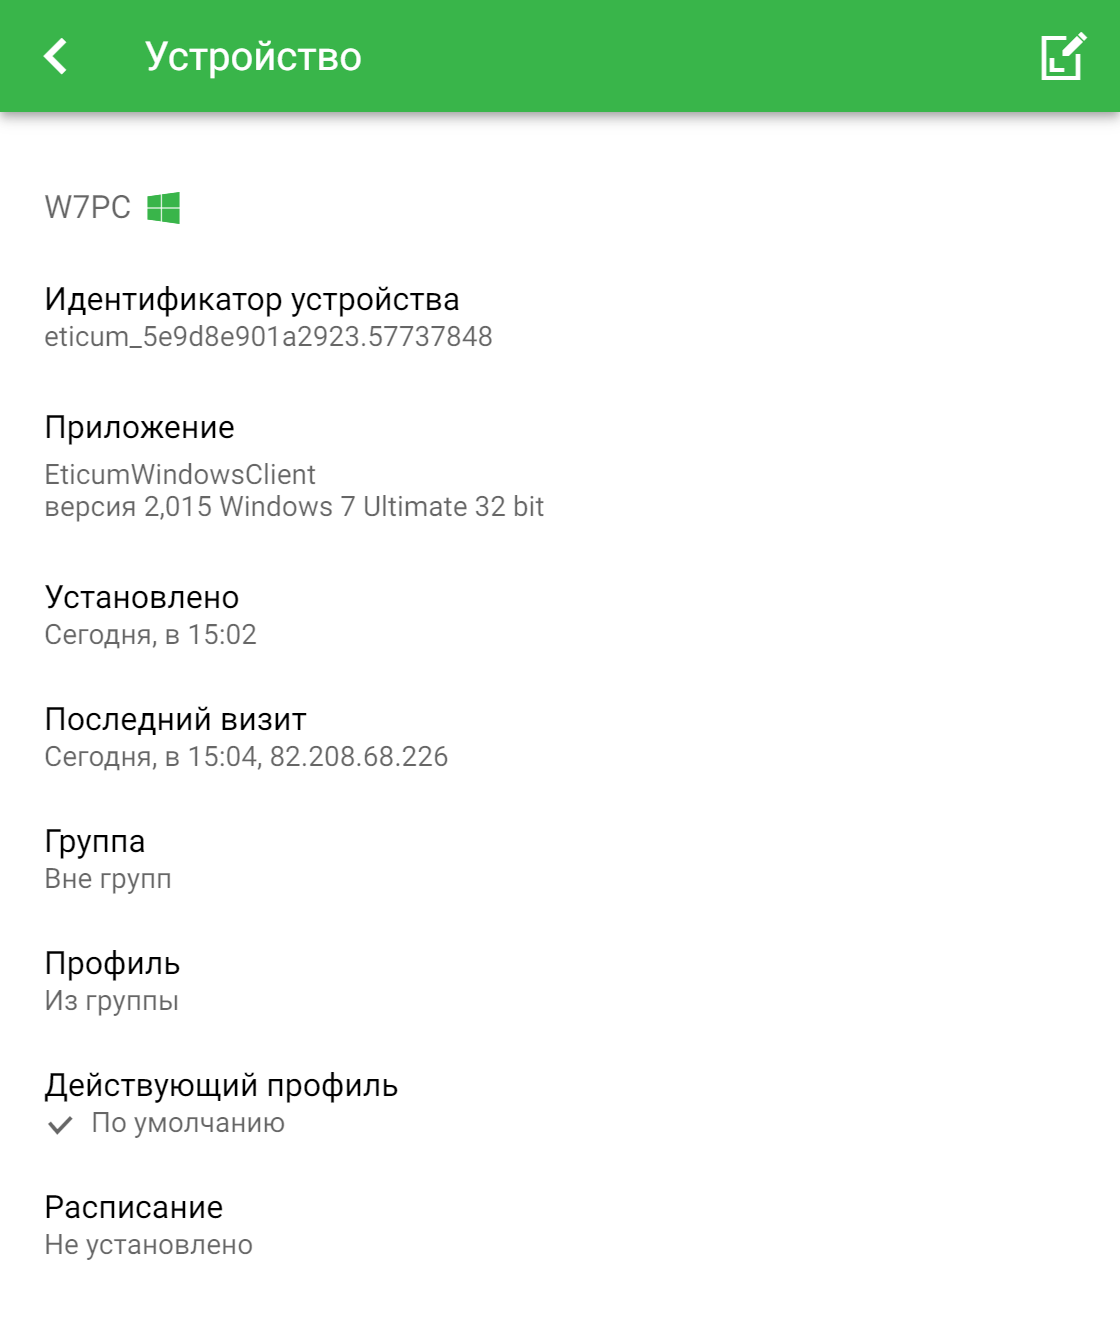 Устройство
W7PC
Идентификатор устройства
eticum_5e9d8e901a2923.57737848
Приложение
EticumWindowsClient
версия 2,015 Windows 7 Ultimate 32 bit
Установлено
Сегодня, в 15:02
Последний визит
Сегодня, в 15:04, 82.208.68.226
Группа
Вне групп
Профиль
Из группы
Действующий профиль
По умолчанию
Расписание
Не установлено